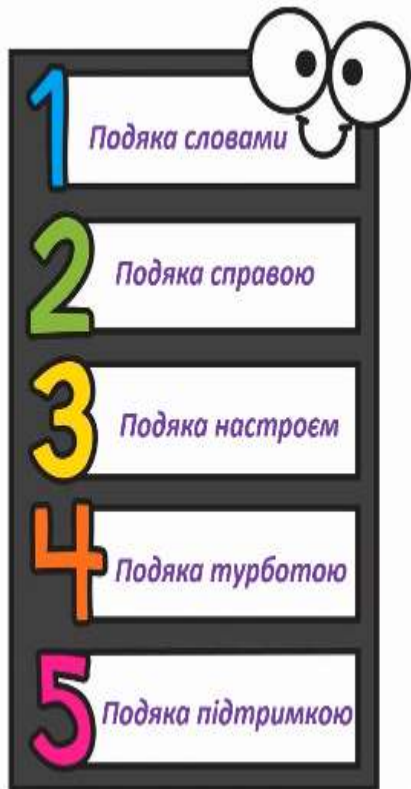 1 Подяка словами
2 Подяка справою
3 Подяка настроєм
4 Подяка турботою
5 Подяка підтримкою